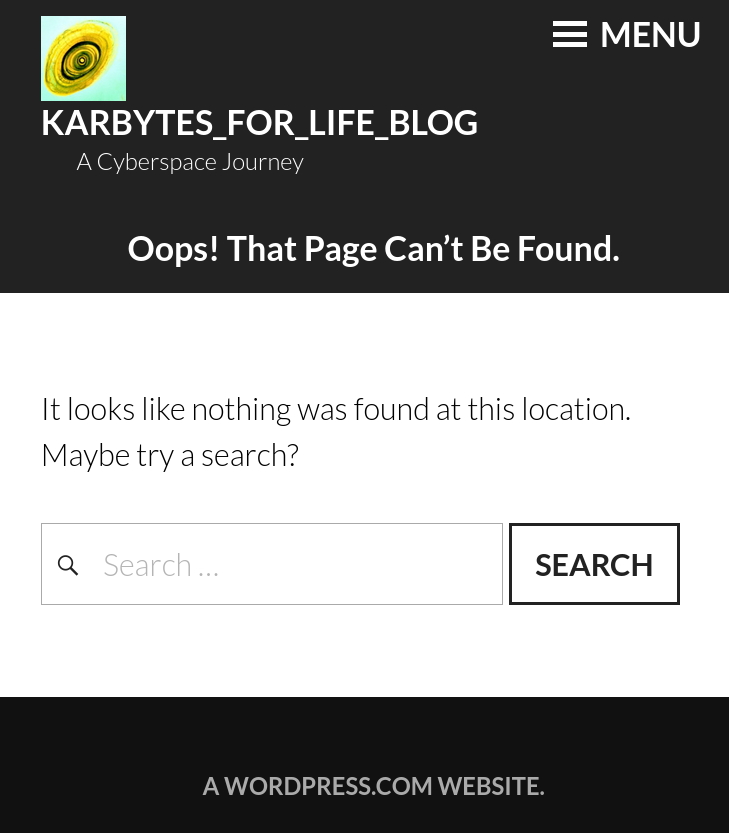 MENU
KARBYTES_FOR_LIFE_BLOG
A Cyberspace Journey
Oops! That Page Can’t Be Found.
It looks like nothing was found at this location.
Maybe try a search?
Search …
SEARCH
A WORDPRESS.COM WEBSITE.